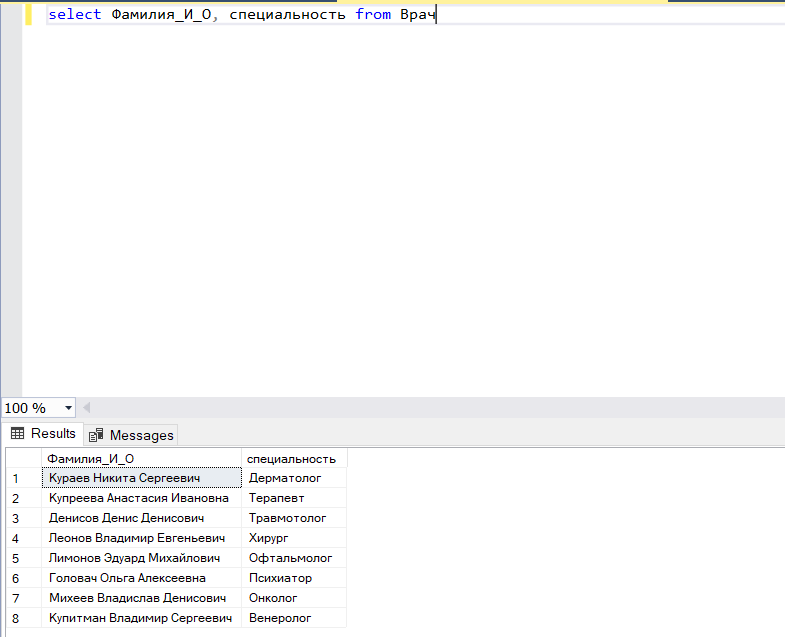 select Фамилия_И_О, специальность from Врач
100 %
Results Messages
Фамилия_И_О специальность
1 Кураев Никита Сергеевич Дерматолог
2 Купреева Анастасия Ивановна Терапевт
3 Денисов Денис Денисович Травмотолог
4 Леонов Владимир Евгеньевич Хирург
5 Лимонов Эдуард Михайлович Офтальмолог
6 Головач Ольга Алексеевна Психиатор
7 Михеев Владислав Денисович Онколог
8 Купитман Владимир Сергеевич Венеролог